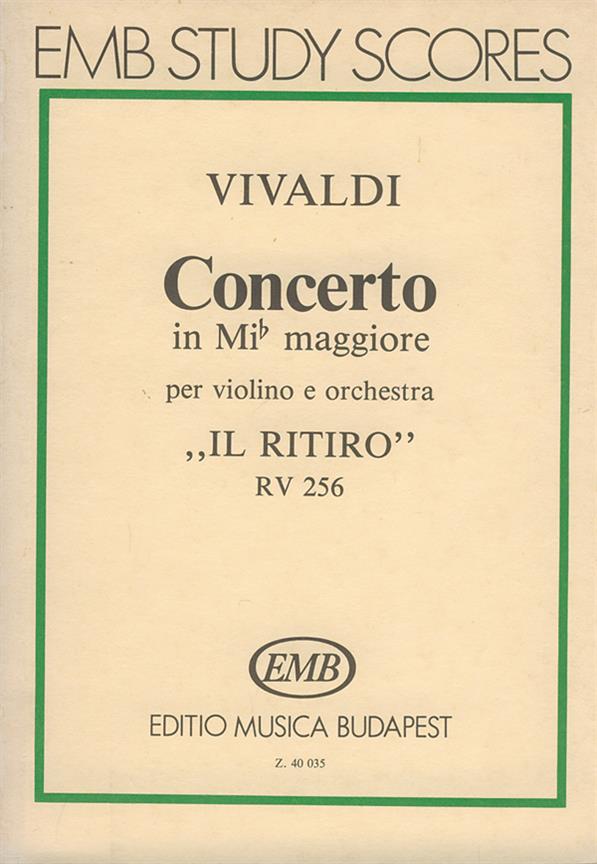 EMB STUDY SCORES
VIVALDI
Concerto
in Mi♭ maggiore
per violino e orchestra
„IL RITIRO”
RV 256
EMB
EDITIO MUSICA BUDAPEST
Z. 40 035